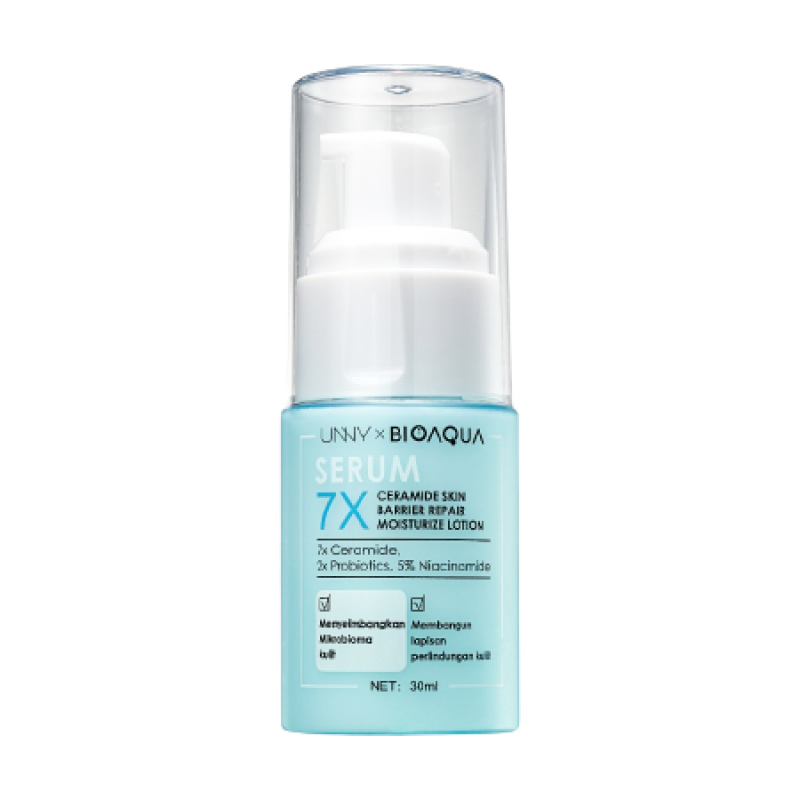 UNNY × BIOAQUA
SERUM
7X
CERAMIDE SKIN
BARRIER REPAIR
MOISTURIZE LOTION
7x Ceramide,
2x Probiotics, 5% Niacinamide
Menyeimbangkan
Mikrobioma
kulit
Membangun
lapisan
perlindungan kulit
NET: 30ml